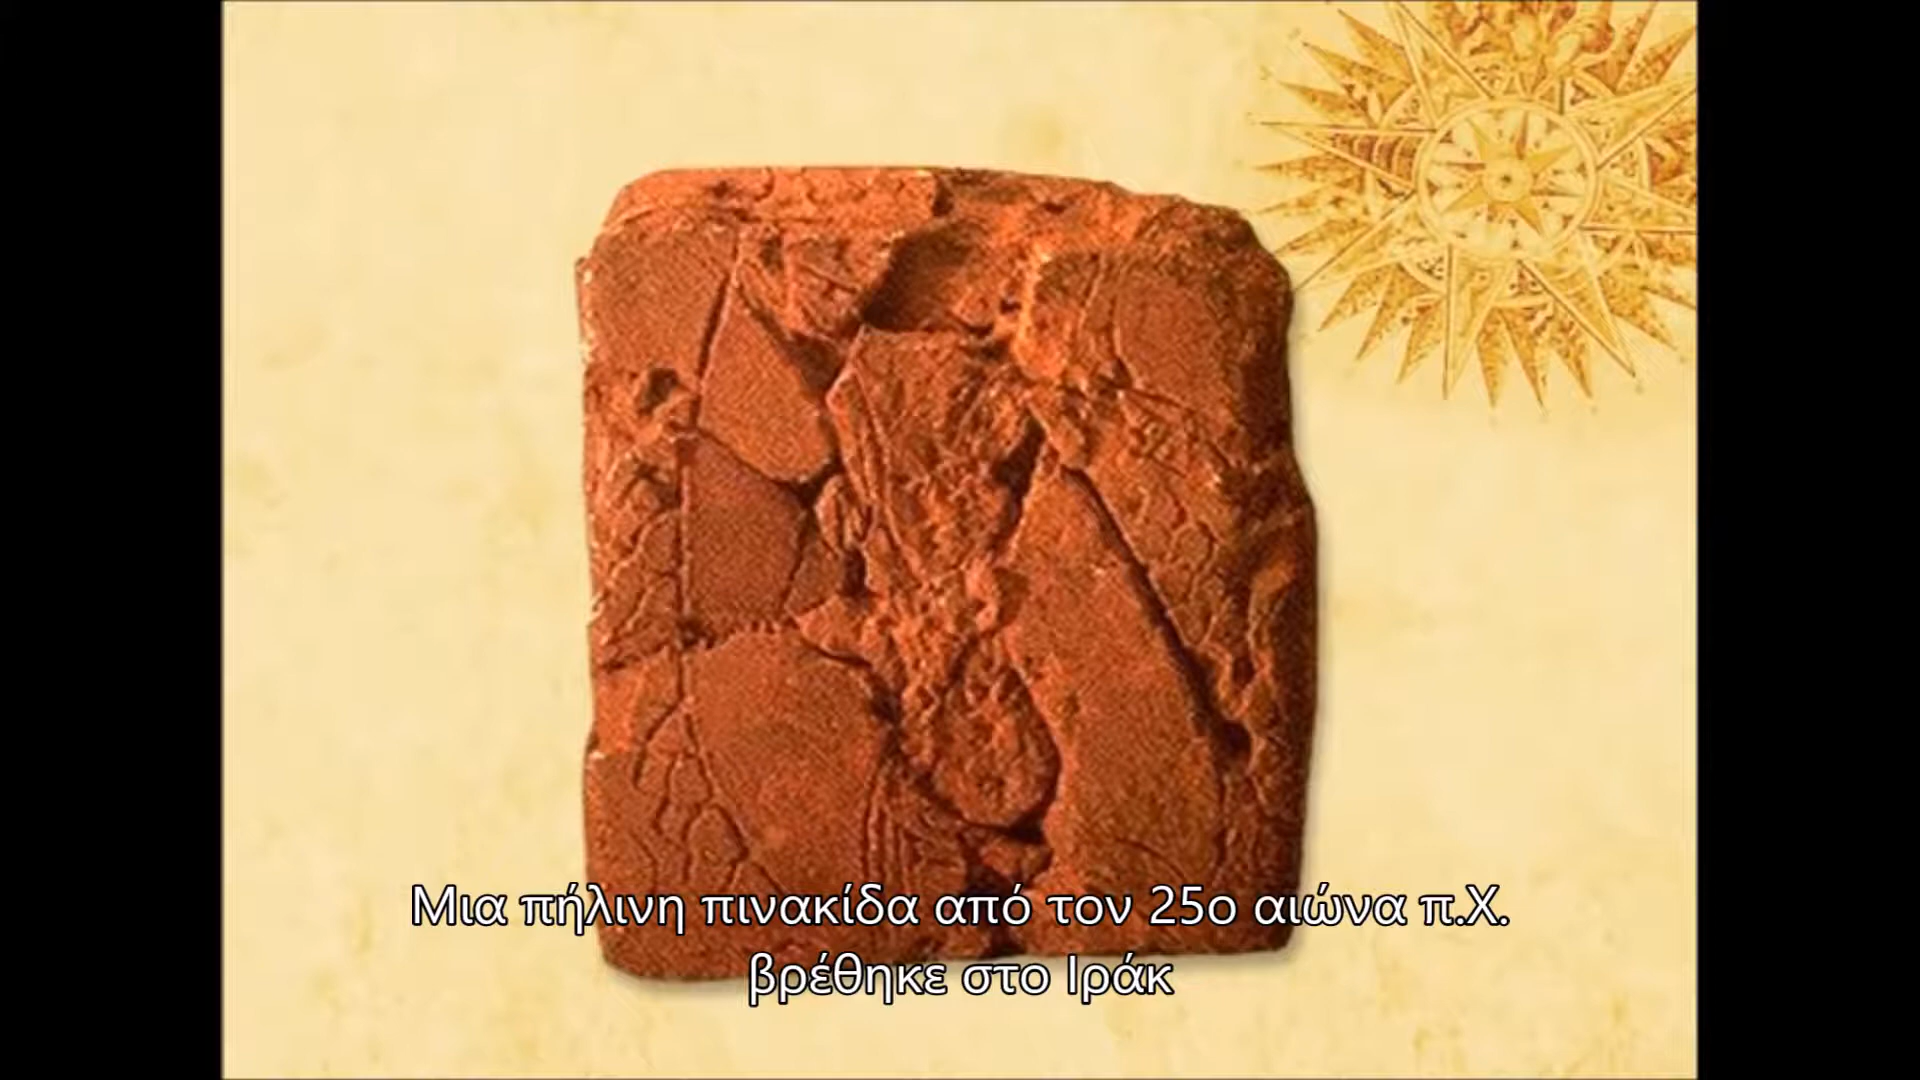 Μια πήλινη πινακίδα από τον 25ο αιώνα π.Χ.
βρέθηκε στο Ιράκ